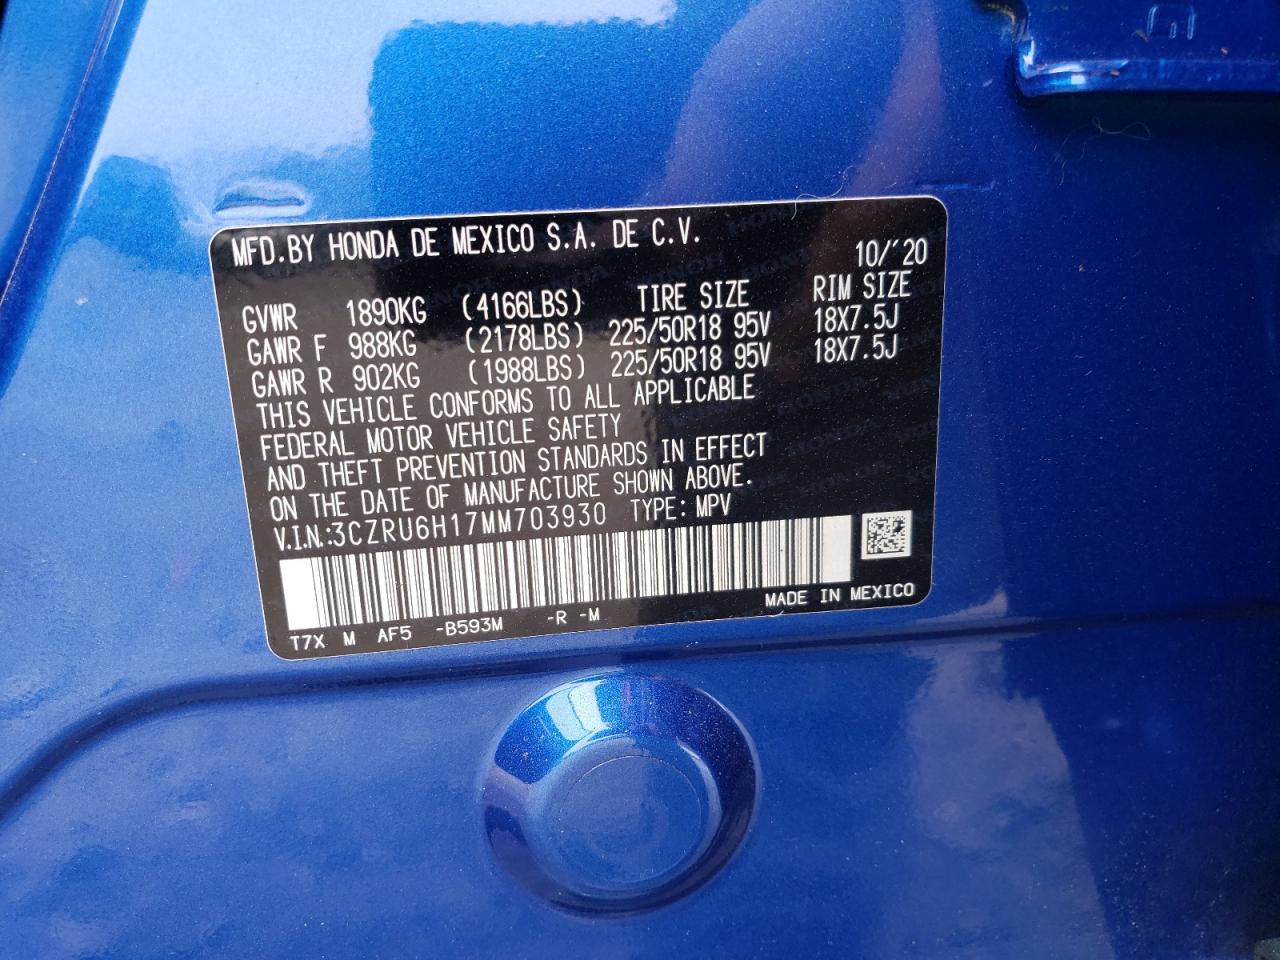 MFD.BY HONDA DE MEXICO S.A. DE C.V.
10/´20
GVWR 1890KG (4166LBS) TIRE SIZE RIM SIZE
GAWR F 988KG (2178LBS) 225/50R18 95V 18X7.5J
GAWR R 902KG (1988LBS) 225/50R18 95V 18X7.5J
THIS VEHICLE CONFORMS TO ALL APPLICABLE
FEDERAL MOTOR VEHICLE SAFETY
AND THEFT PREVENTION STANDARDS IN EFFECT
ON THE DATE OF MANUFACTURE SHOWN ABOVE.
V.I.N.:3CZRU6H17MM703930 TYPE: MPV
MADE IN MEXICO
T7X M AF5 -B593M -R -M